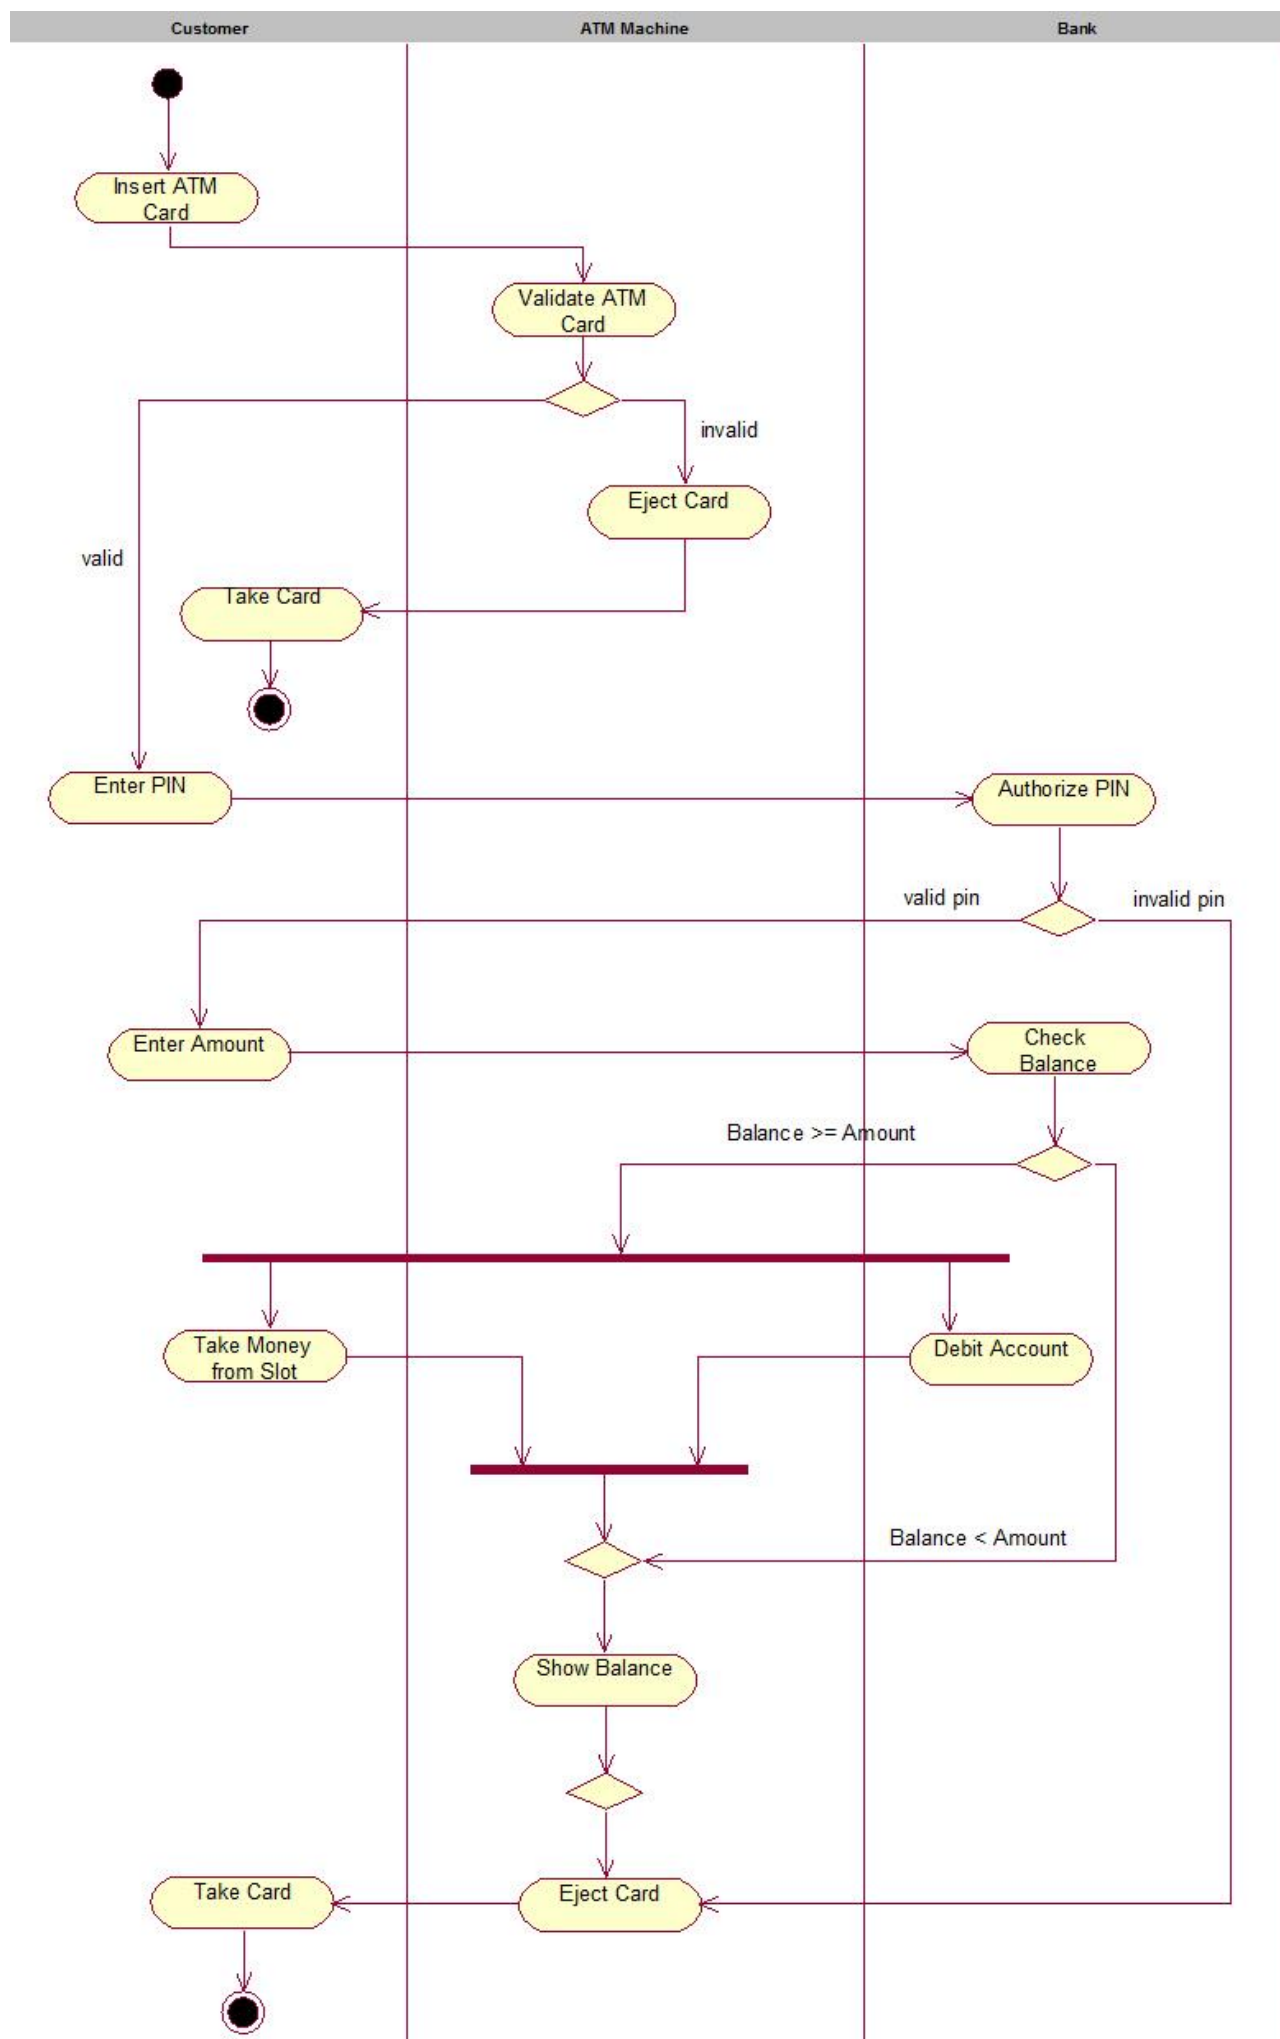 Customer
ATM Machine
Bank
Insert ATM
Card
Validate ATM
Card
invalid
Eject Card
valid
Take Card
Enter PIN
Authorize PIN
valid pin
invalid pin
Enter Amount
Check
Balance
Balance >= Amount
Take Money
from Slot
Debit Account
Balance < Amount
Show Balance
Take Card
Eject Card